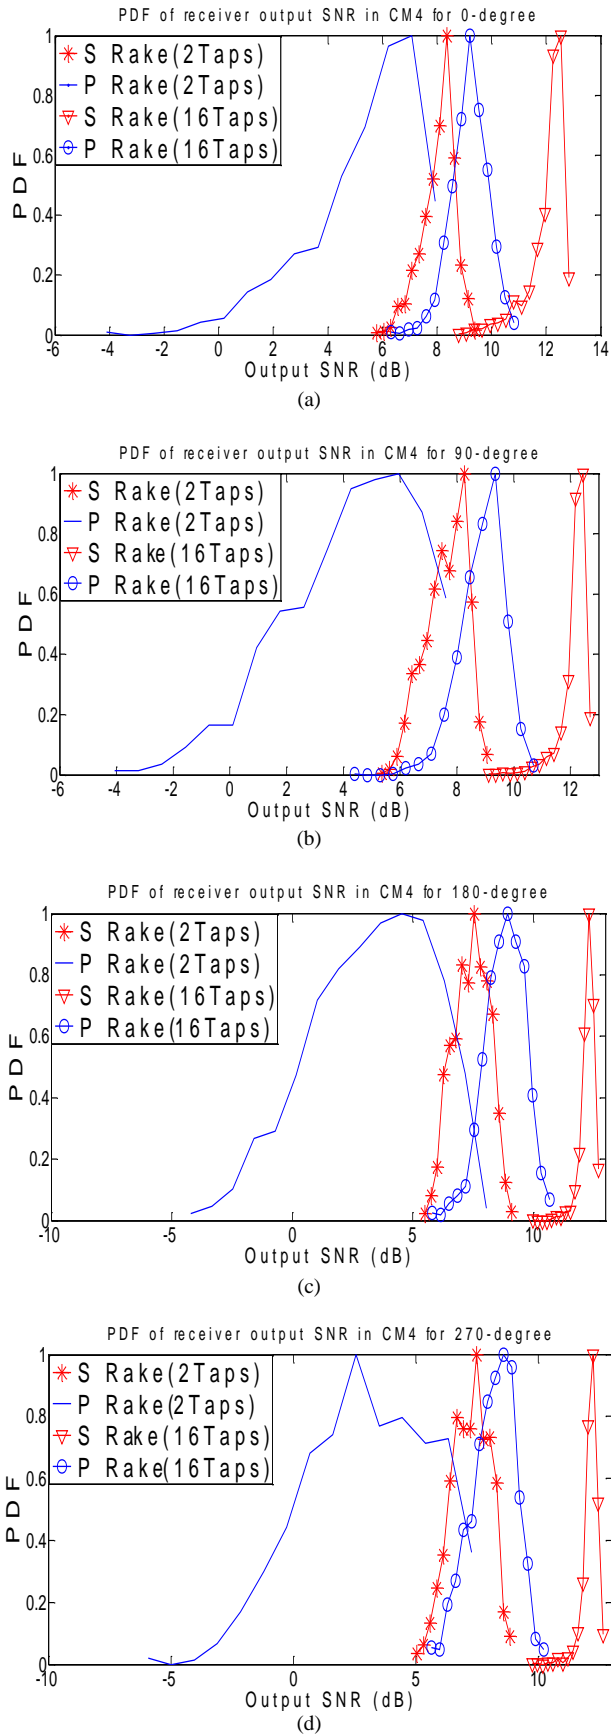 PDF of receiver output SNR in CM4 for 0-degree
1
0.8
0.6
0.4
0.2
0
PDF
S Rake(2Taps)
P Rake(2Taps)
S Rake(16Taps)
P Rake(16Taps)
-6 -4 -2 0 2 4 6 8 10 12 14
Output SNR (dB)
(a)
PDF of receiver output SNR in CM4 for 90-degree
1
0.8
0.6
0.4
0.2
0
PDF
S Rake(2Taps)
P Rake(2Taps)
S Rake(16Taps)
P Rake(16Taps)
-6 -4 -2 0 2 4 6 8 10 12
Output SNR (dB)
(b)
PDF of receiver output SNR in CM4 for 180-degree
1
0.8
0.6
0.4
0.2
0
PDF
S Rake(2Taps)
P Rake(2Taps)
S Rake(16Taps)
P Rake(16Taps)
-10 -5 0 5 10
Output SNR (dB)
(c)
PDF of receiver output SNR in CM4 for 270-degree
1
0.8
0.6
0.4
0.2
0
PDF
S Rake(2Taps)
P Rake(2Taps)
S Rake(16Taps)
P Rake(16Taps)
-10 -5 0 5 10
Output SNR (dB)
(d)